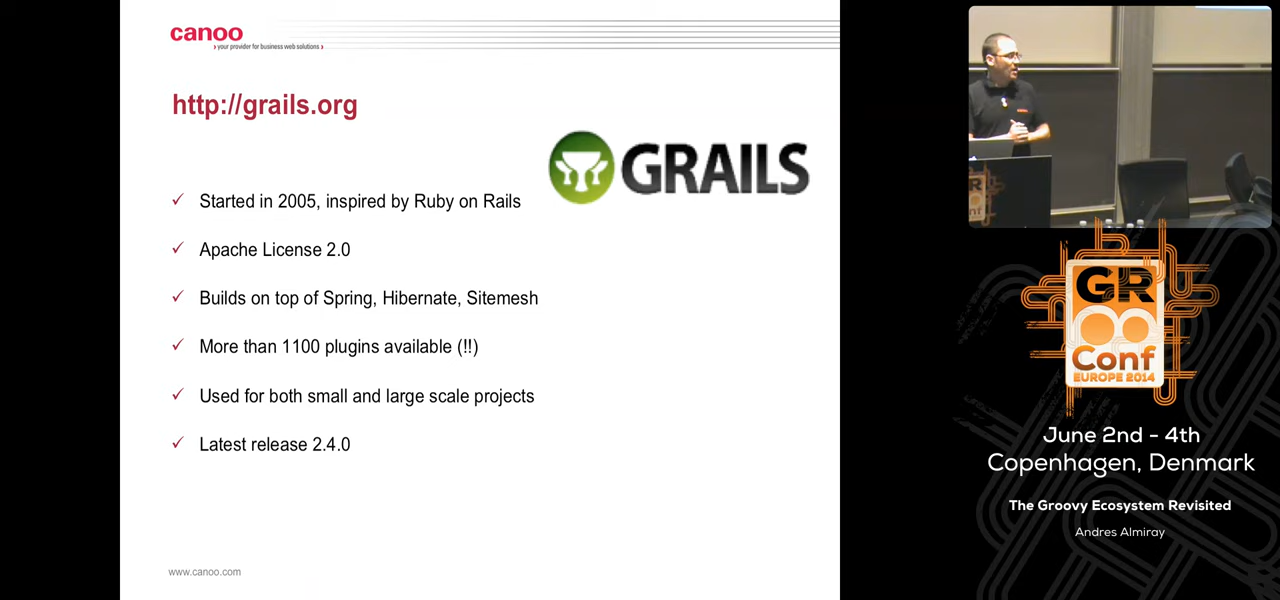 canoo
your provider for business web solutions
http://grails.org
GRAILS
Started in 2005, inspired by Ruby on Rails
Apache License 2.0
Builds on top of Spring, Hibernate, Sitemesh
More than 1100 plugins available (!!)
Used for both small and large scale projects
Latest release 2.4.0
www.canoo.com
GR
Conf
EUROPE 2014
June 2nd - 4th
Copenhagen, Denmark
The Groovy Ecosystem Revisited
Andres Almiray